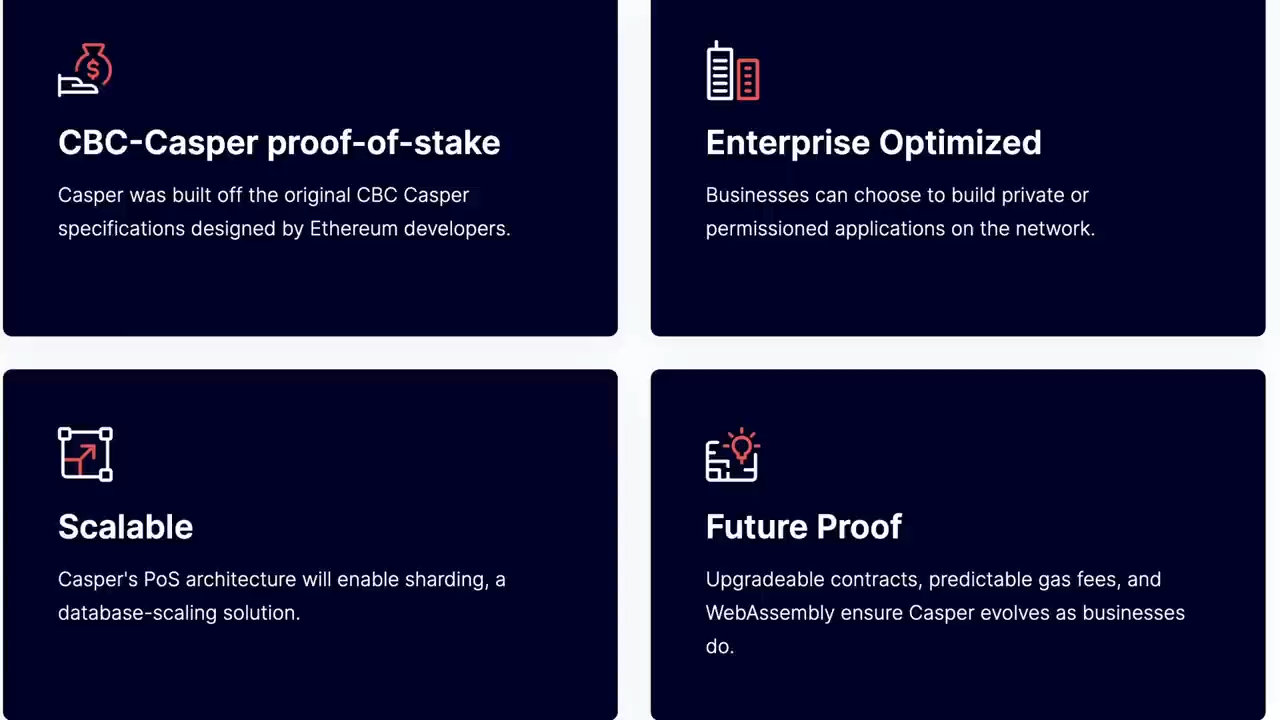 CBC-Casper proof-of-stake
Casper was built off the original CBC Casper
specifications designed by Ethereum developers.
Enterprise Optimized
Businesses can choose to build private or
permissioned applications on the network.
Scalable
Casper's PoS architecture will enable sharding, a
database-scaling solution.
Future Proof
Upgradeable contracts, predictable gas fees, and
WebAssembly ensure Casper evolves as businesses
do.